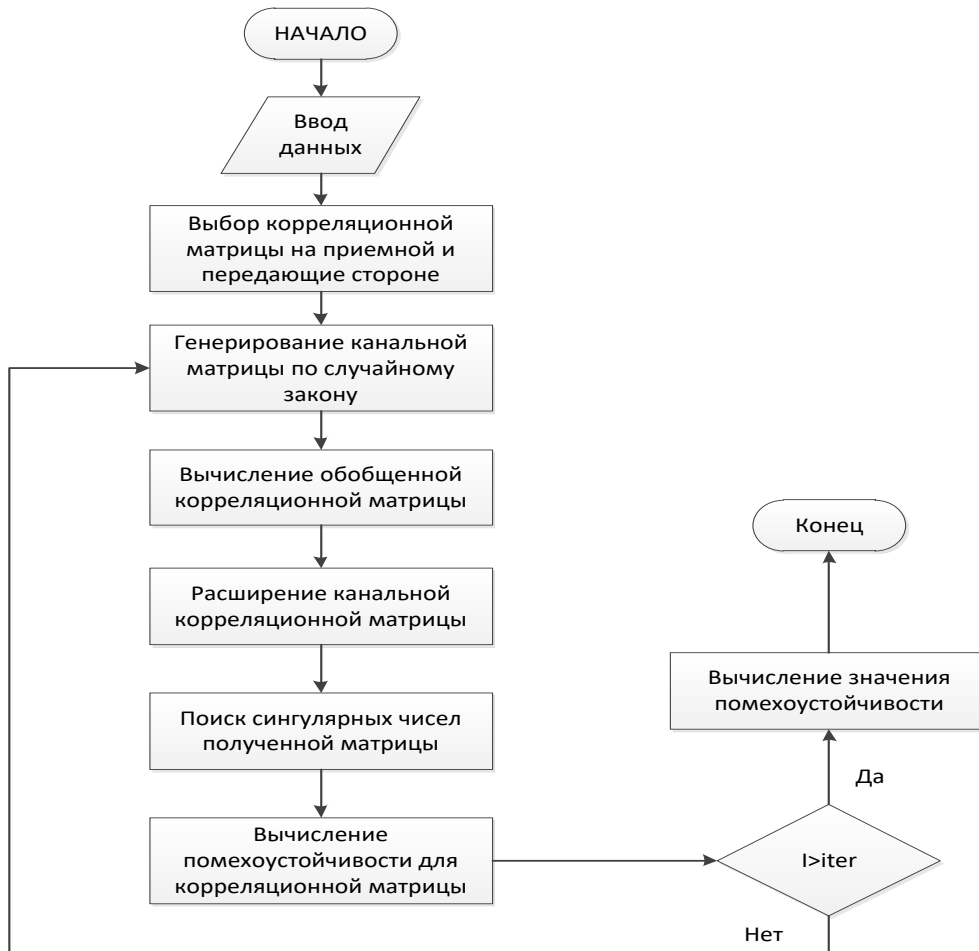 НАЧАЛО
Ввод
данных
Выбор корреляционной
матрицы на приемной и
передающие стороне
Генерирование канальной
матрицы по случайному
закону
Вычисление обобщенной
корреляционной матрицы
Расширение канальной
корреляционной матрицы
Поиск сингулярных чисел
полученной матрицы
Вычисление
помехоустойчивости для
корреляционной матрицы
I>iter
Нет
Да
Вычисление значения
помехоустойчивости
Конец